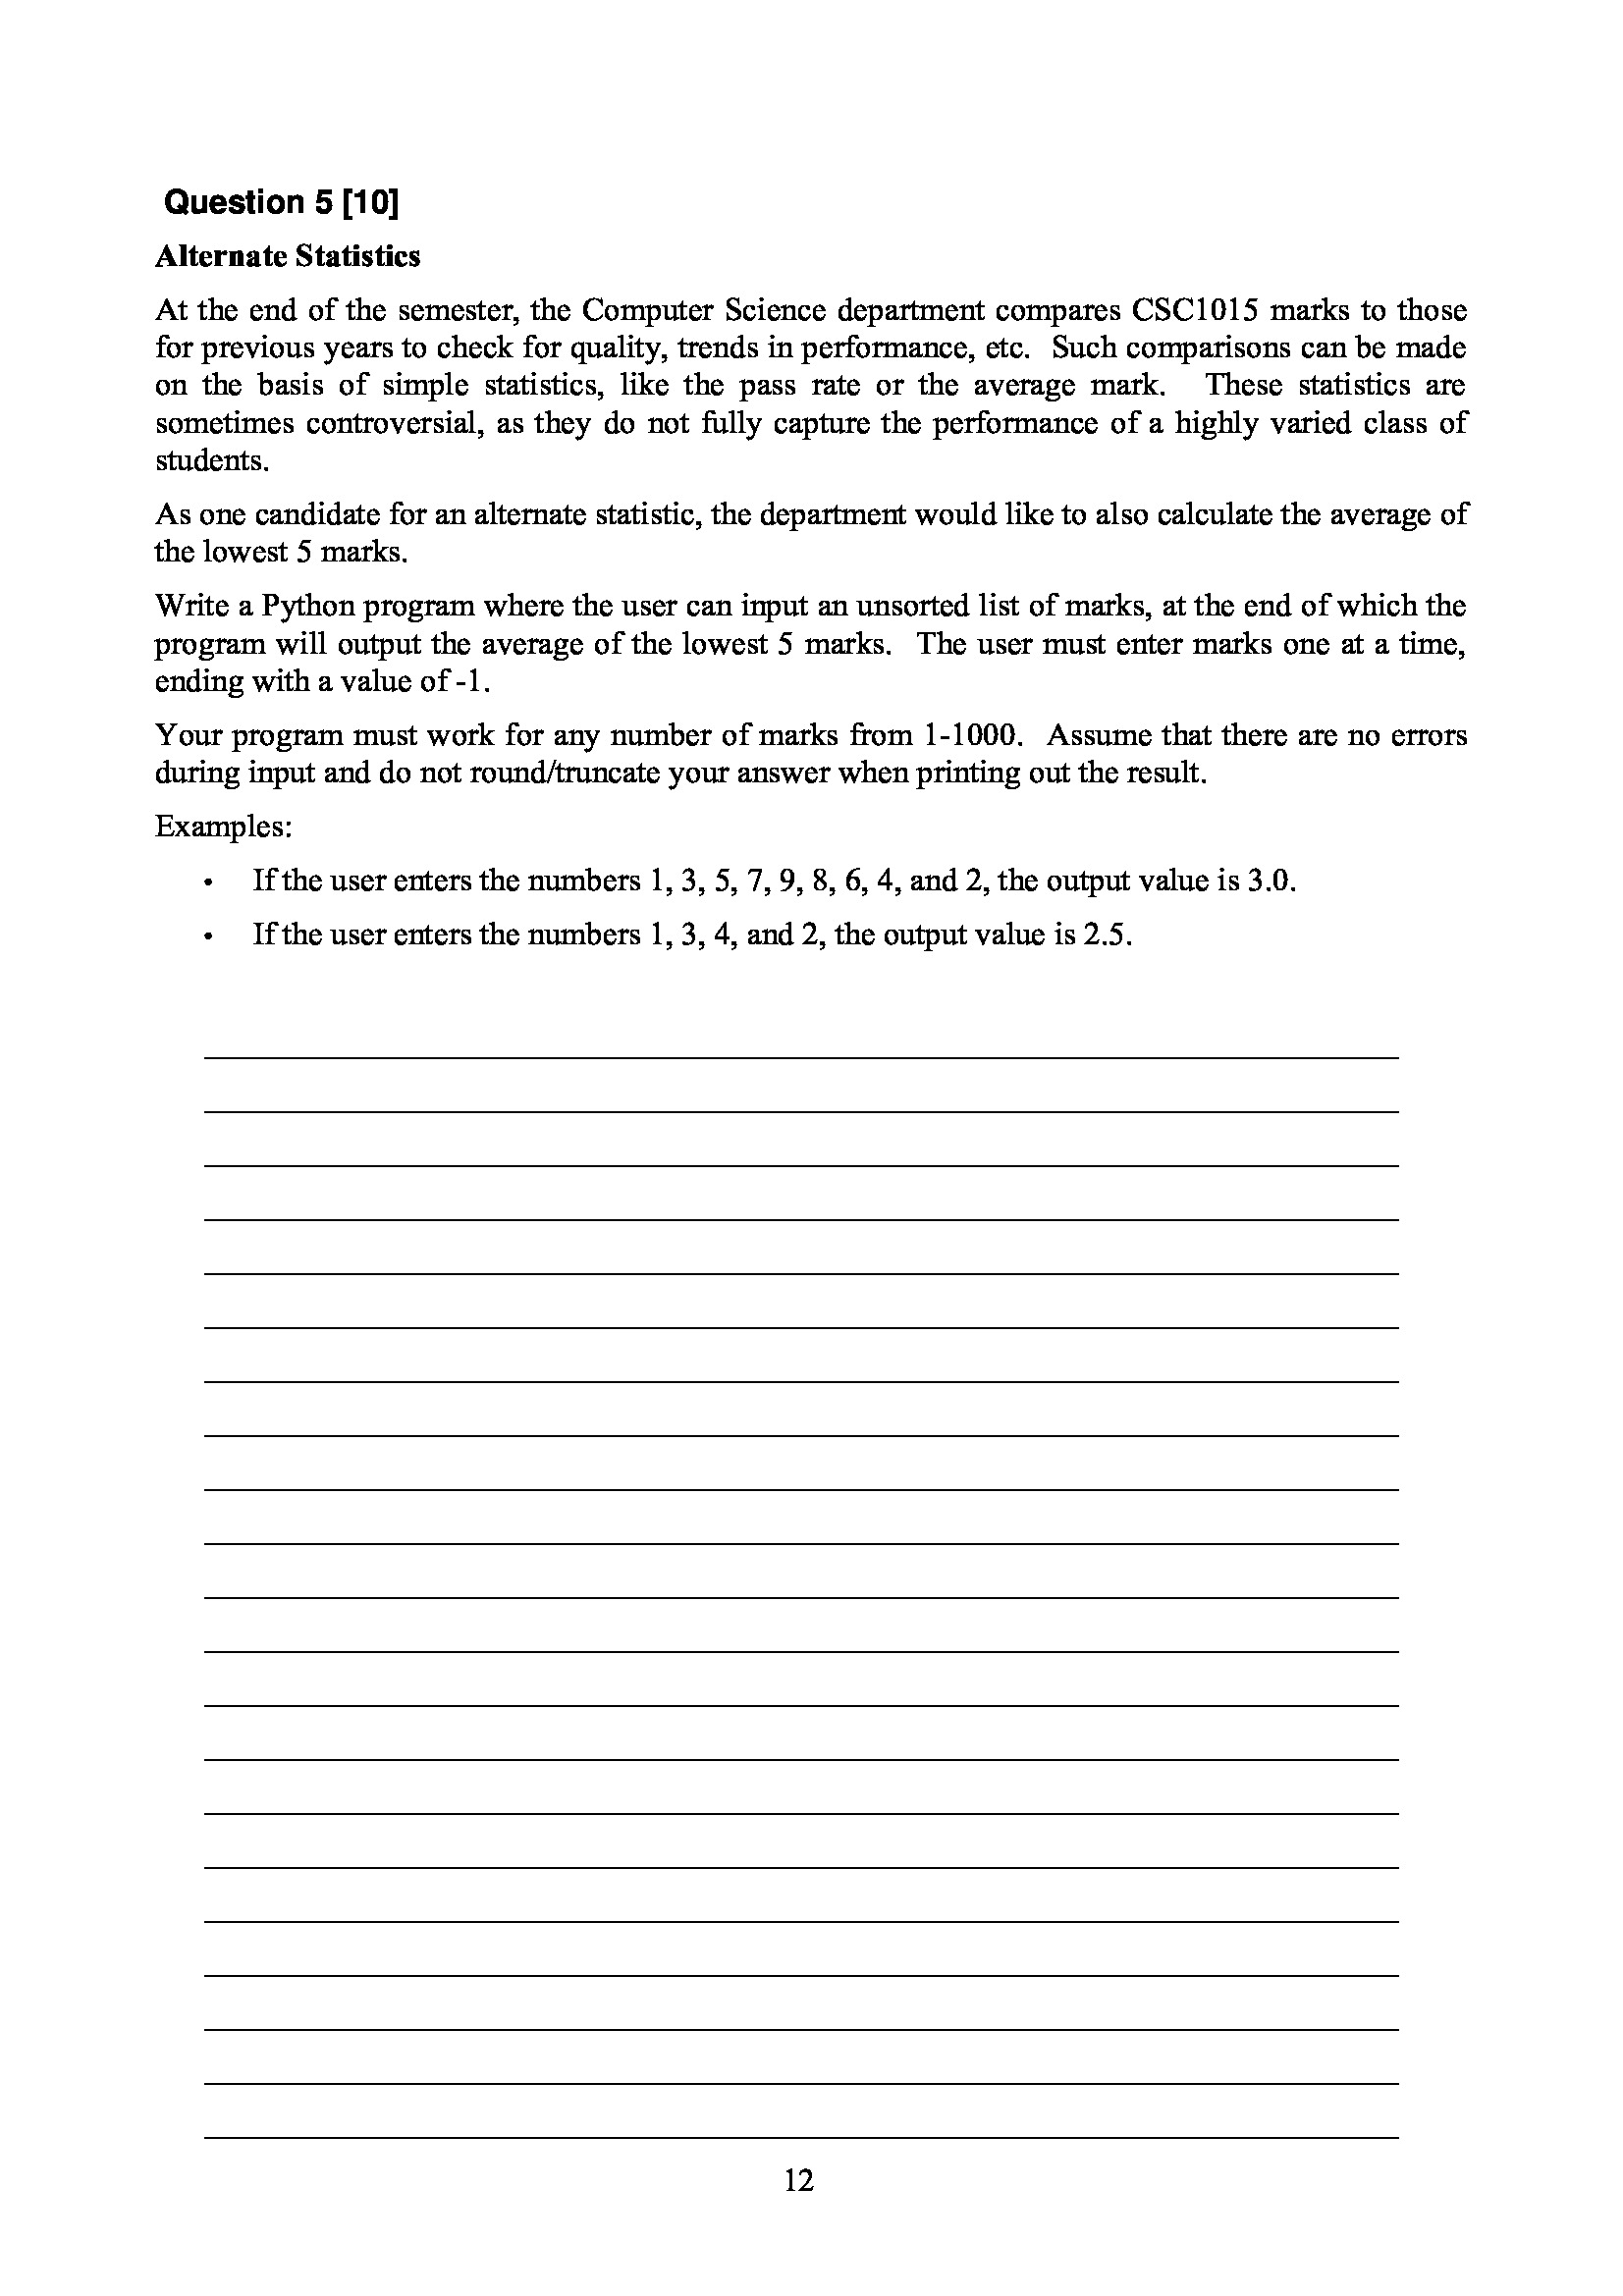 Question 5 [10]
Alternate Statistics
At the end of the semester, the Computer Science department compares CSC1015 marks to those
for previous years to check for quality, trends in performance, etc.  Such comparisons can be made
on the basis of simple statistics, like the pass rate or the average mark.  These statistics are
sometimes controversial, as they do not fully capture the performance of a highly varied class of
students.
As one candidate for an alternate statistic, the department would like to also calculate the average of
the lowest 5 marks.
Write a Python program where the user can input an unsorted list of marks, at the end of which the
program will output the average of the lowest 5 marks.  The user must enter marks one at a time,
ending with a value of -1.
Your program must work for any number of marks from 1-1000.  Assume that there are no errors
during input and do not round/truncate your answer when printing out the result.
Examples:
• If the user enters the numbers 1, 3, 5, 7, 9, 8, 6, 4, and 2, the output value is 3.0.
• If the user enters the numbers 1, 3, 4, and 2, the output value is 2.5.
12